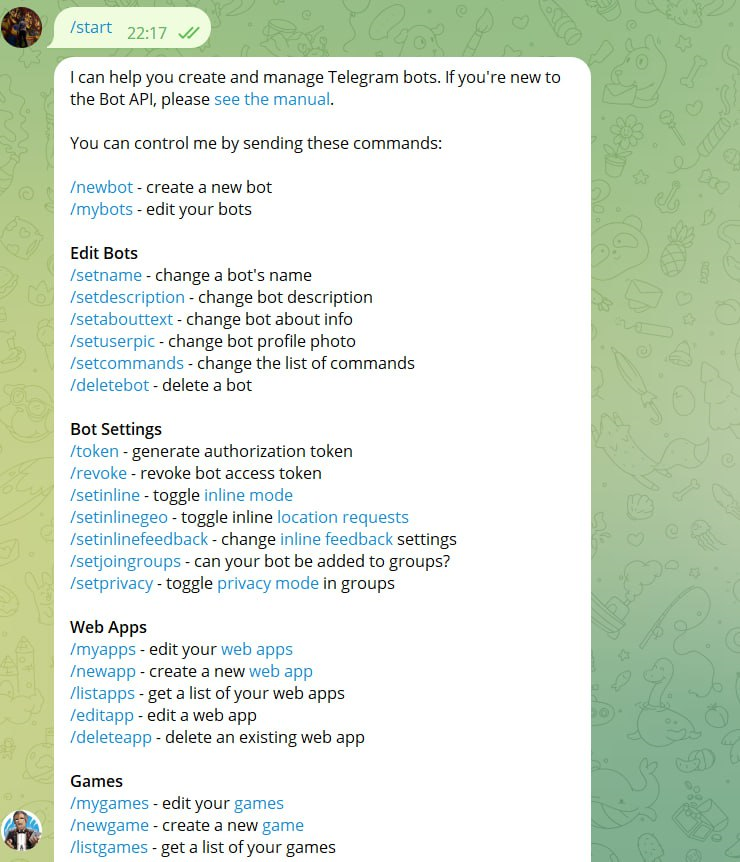 /start 22:17
I can help you create and manage Telegram bots. If you're new to
the Bot API, please see the manual.
You can control me by sending these commands:
/newbot - create a new bot
/mybots - edit your bots
Edit Bots
/setname - change a bot's name
/setdescription - change bot description
/setabouttext - change bot about info
/setuserpic - change bot profile photo
/setcommands - change the list of commands
/deletebot - delete a bot
Bot Settings
/token - generate authorization token
/revoke - revoke bot access token
/setinline - toggle inline mode
/setinlinegeo - toggle inline location requests
/setinlinefeedback - change inline feedback settings
/setjoingroups - can your bot be added to groups?
/setprivacy - toggle privacy mode in groups
Web Apps
/myapps - edit your web apps
/newapp - create a new web app
/listapps - get a list of your web apps
/editapp - edit a web app
/deleteapp - delete an existing web app
Games
/mygames - edit your games
/newgame - create a new game
/listgames - get a list of your games